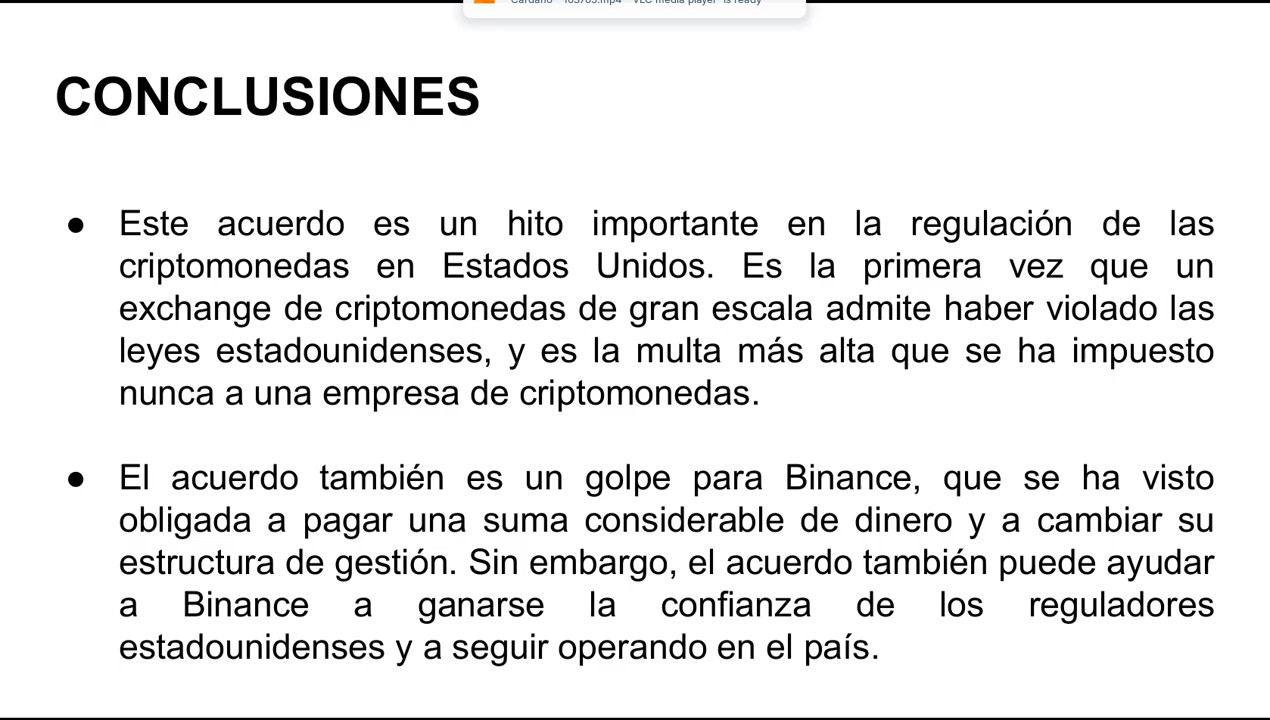 CONCLUSIONES
● Este acuerdo es un hito importante en la regulación de las
criptomonedas en Estados Unidos. Es la primera vez que un
exchange de criptomonedas de gran escala admite haber violado las
leyes estadounidenses, y es la multa más alta que se ha impuesto
nunca a una empresa de criptomonedas.
● El acuerdo también es un golpe para Binance, que se ha visto
obligada a pagar una suma considerable de dinero y a cambiar su
estructura de gestión. Sin embargo, el acuerdo también puede ayudar
a Binance a ganarse la confianza de los reguladores
estadounidenses y a seguir operando en el país.